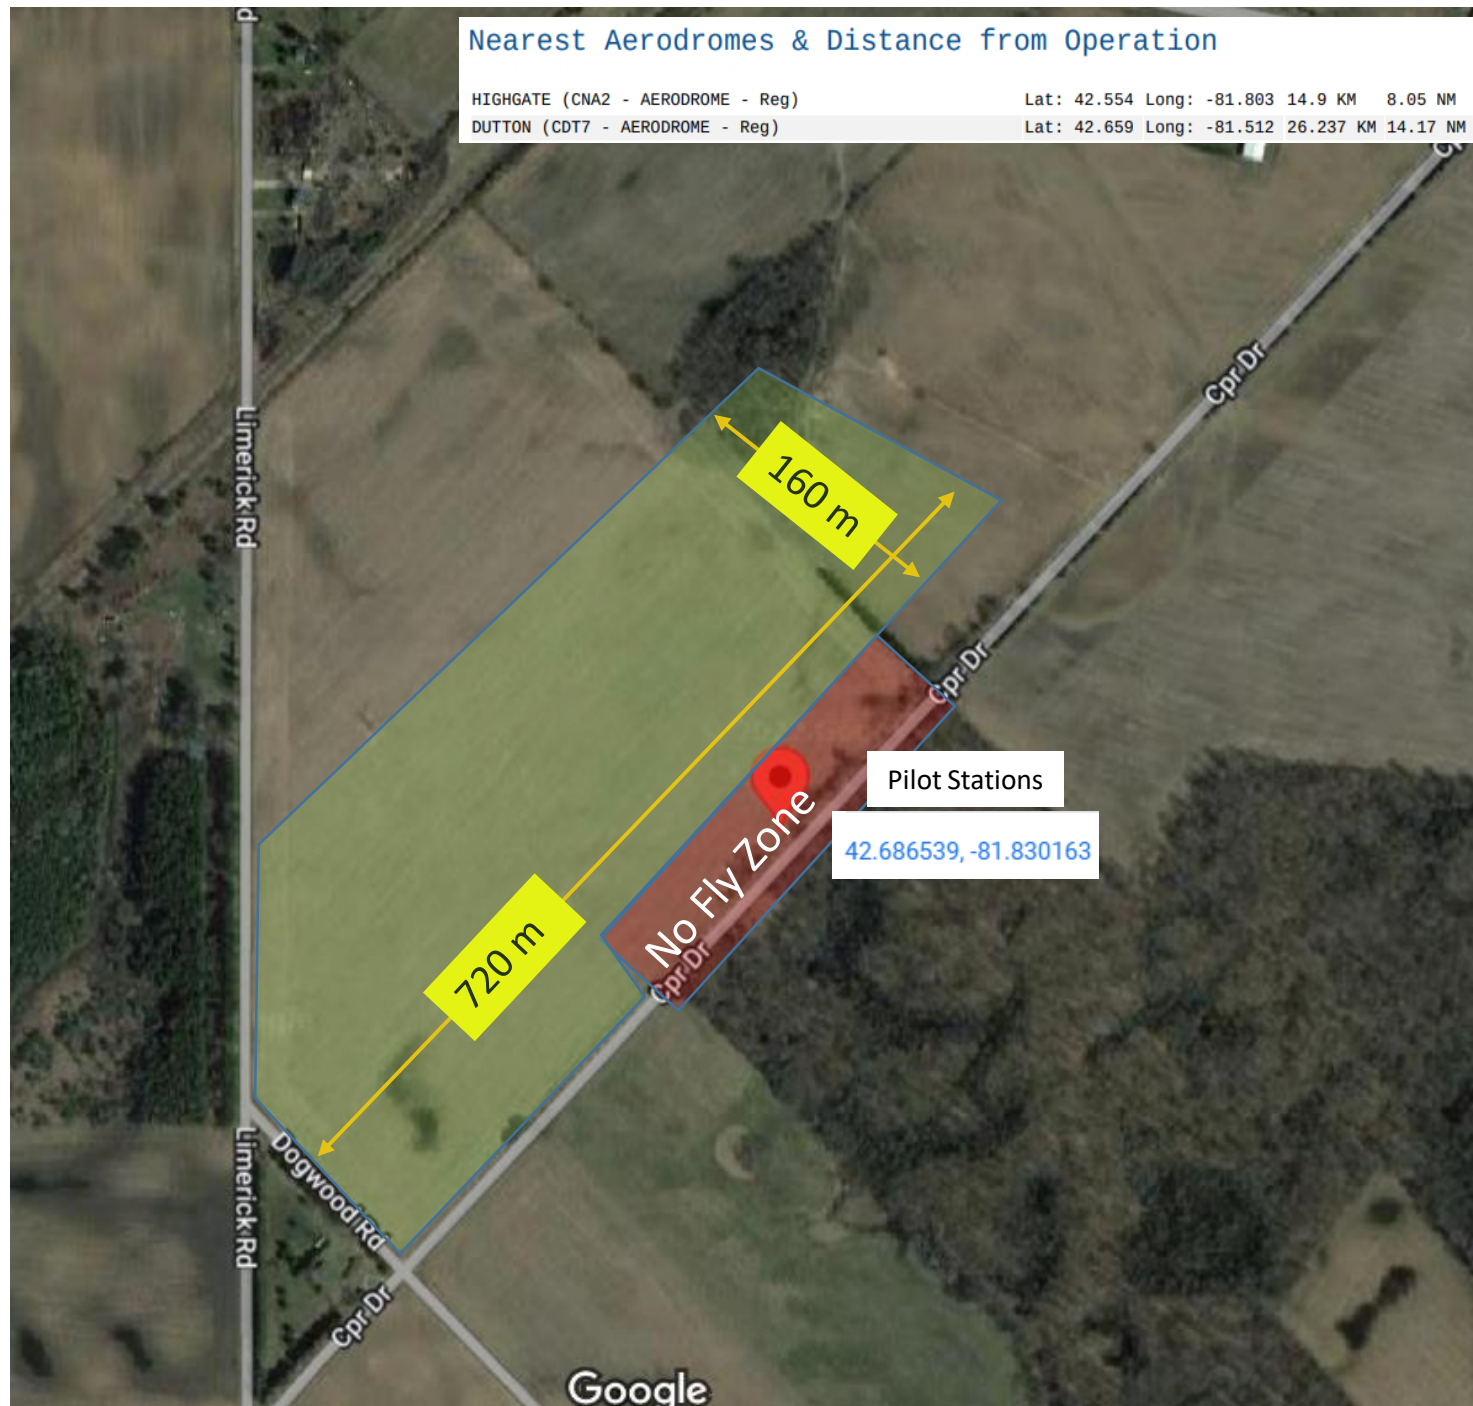 d
Nearest Aerodromes & Distance from Operation
HIGHGATE (CNA2 - AERODROME - Reg) Lat: 42.554 Long: -81.803 14.9 KM 8.05 NM
DUTTON (CDT7 - AERODROME - Reg) Lat: 42.659 Long: -81.512 26.237 KM 14.17 NM
Cpr Dr
Limerick Rd
160 m
Cpr Dr
Pilot Stations
42.686539, -81.830163
No Fly Zone
720 m
Cpr Dr
Limerick Rd
Dogwood Rd
Cpr Dr
Google